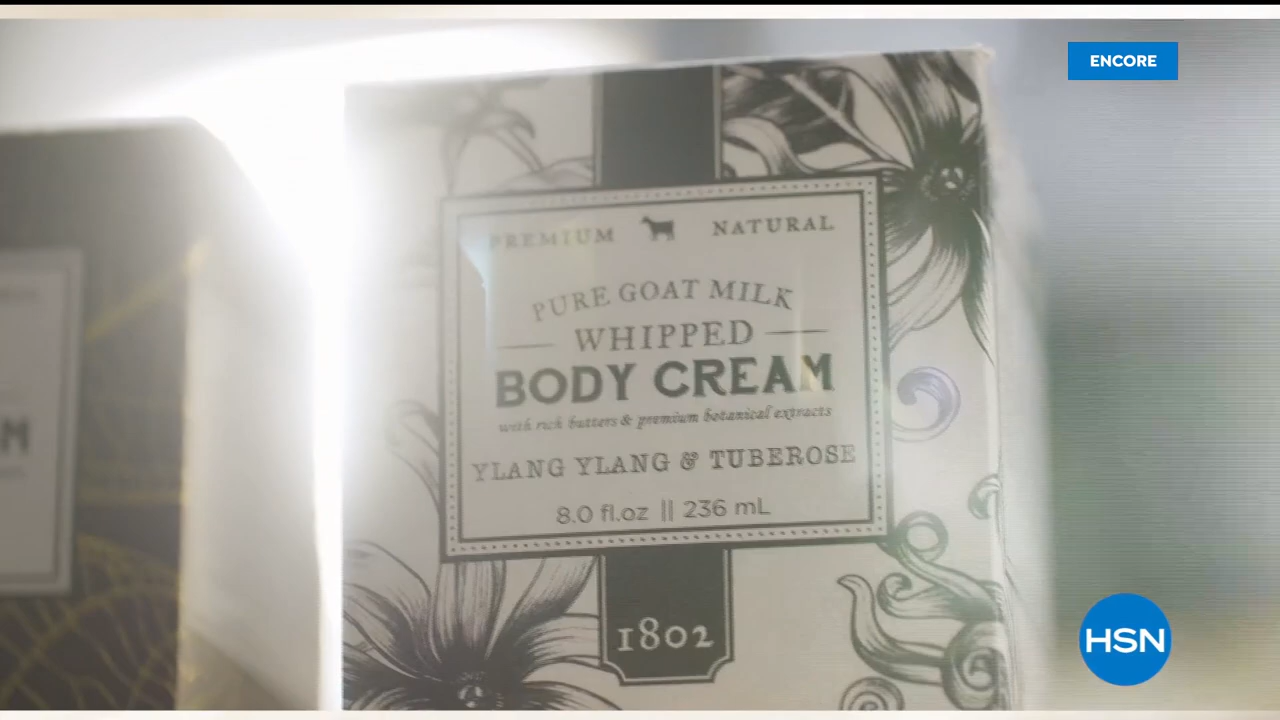 ENCORE
PREMIUM NATURAL
PURE GOAT MILK
WHIPPED
BODY CREAM
with rich butters & premium botanical extracts
YLANG YLANG & TUBEROSE
8.0 fl.oz || 236 mL
1802
M
HSN